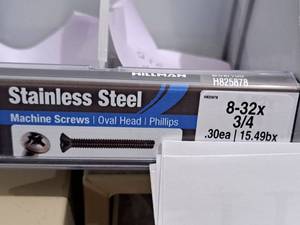 H825878
HILLMAN
Stainless Steel
Machine Screws | Oval Head | Phillips
8-32x
3/4
.30ea | 15.49bx